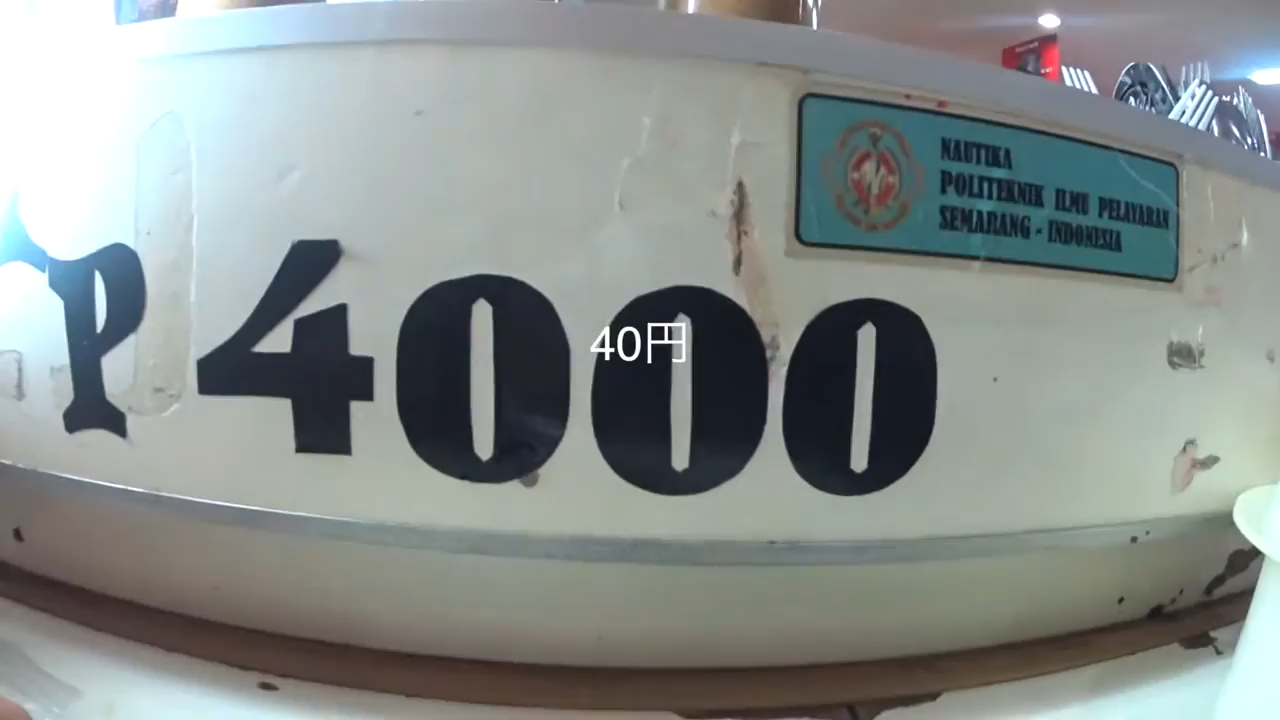 NAUTIKA
POLITEKNIK ILMU PELAYARAN
SEMARANG - INDONESIA
P 4000
40円